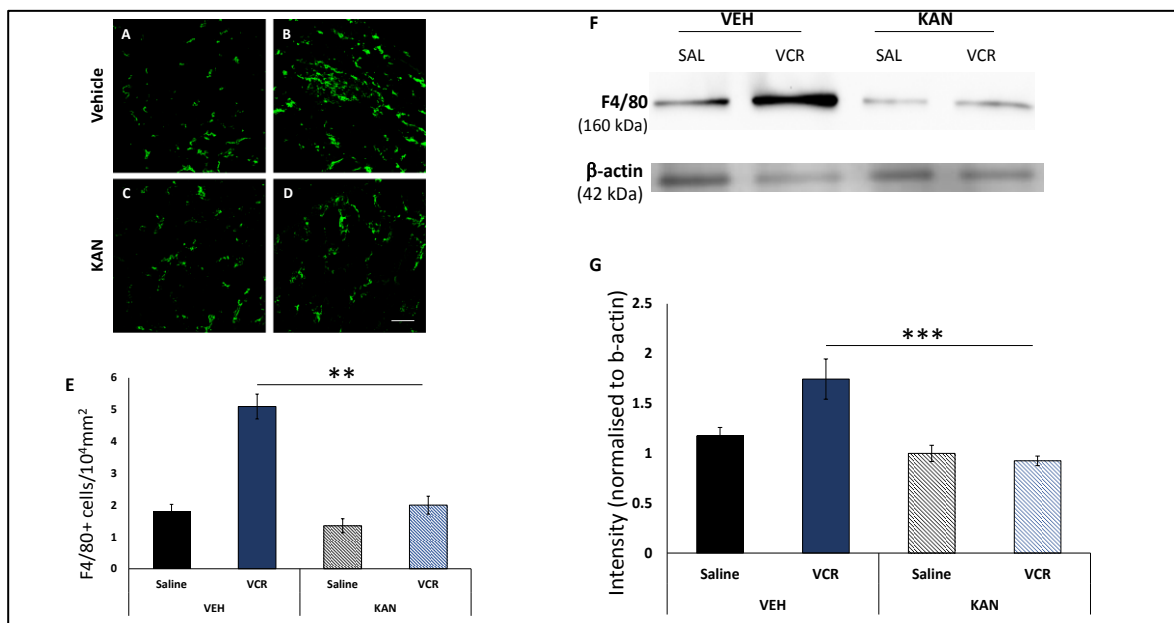 A
B
Vehicle
C
D
KAN
E
**
6
5
4
3
2
1
0
F4/80+ cells/10⁴mm²
Saline
VCR
Saline
VCR
VEH
KAN
F
VEH
KAN
SAL
VCR
SAL
VCR
F4/80
(160 kDa)
β-actin
(42 kDa)
G
***
2.5
2
1.5
1
0.5
0
Intensity (normalised to b-actin)
Saline
VCR
Saline
VCR
VEH
KAN